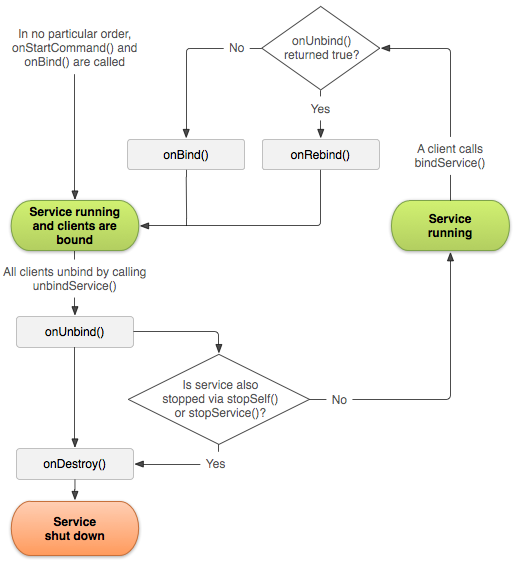 In no particular order,
onStartCommand() and
onBind() are called
No
onUnbind()
returned true?
Yes
onBind()
onRebind()
A client calls
bindService()
Service running
and clients are
bound
Service
running
All clients unbind by calling
unbindService()
onUnbind()
Is service also
stopped via stopSelf()
or stopService()?
No
Yes
onDestroy()
Service
shut down